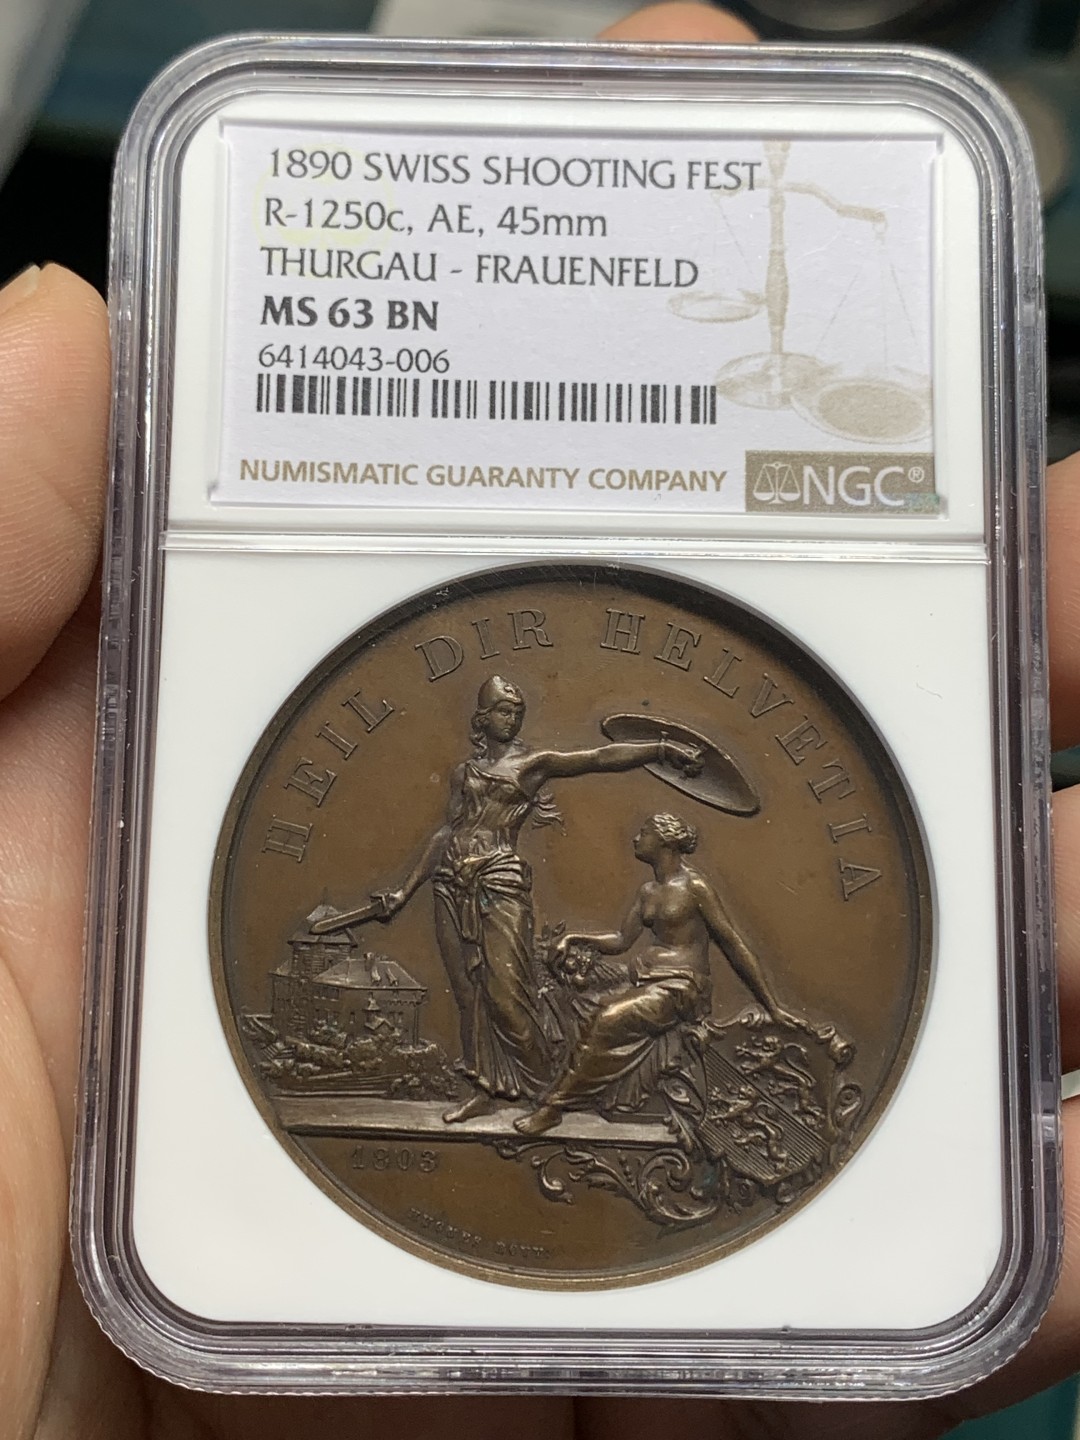 1890 SWISS SHOOTING FEST
R-1250c, AE, 45mm
THURGAU - FRAUENFELD
MS 63 BN
6414043-006
NUMISMATIC GUARANTY COMPANY
NGC®
HEIL DIR HELVETIA
1803